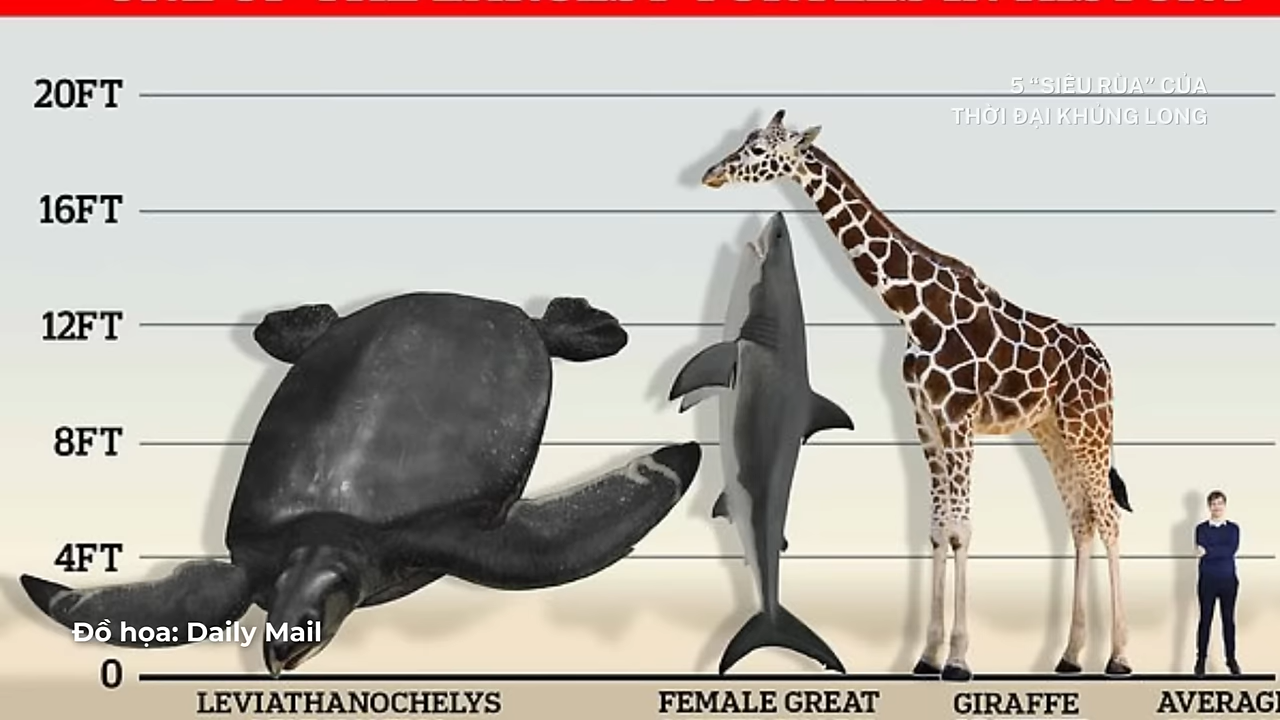 5 “SIÊU RÙA” CỦA
THỜI ĐẠI KHỦNG LONG
20FT
16FT
12FT
8FT
4FT
0
Đồ họa: Daily Mail
LEVIATHANOCHELYS
FEMALE GREAT
GIRAFFE